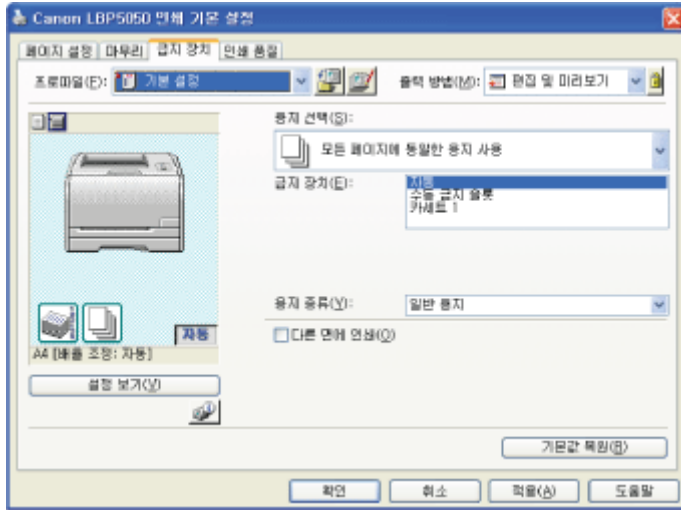 Canon LBP5050 인쇄 기본 설정
페이지 설정 마무리 급지 장치 인쇄 품질
프로파일(F): 기본 설정 출력 방법(M): 편집 및 미리보기
용지 선택(S):
모든 페이지에 동일한 용지 사용
급지 장치(E): 자동
수동 급지 슬롯
카세트 1
용지 종류(Y): 일반 용지
자동
다른 면에 인쇄(O)
A4 [배율 조정: 자동]
설정 보기(V)
기본값 복원(R)
확인 취소 적용(A) 도움말